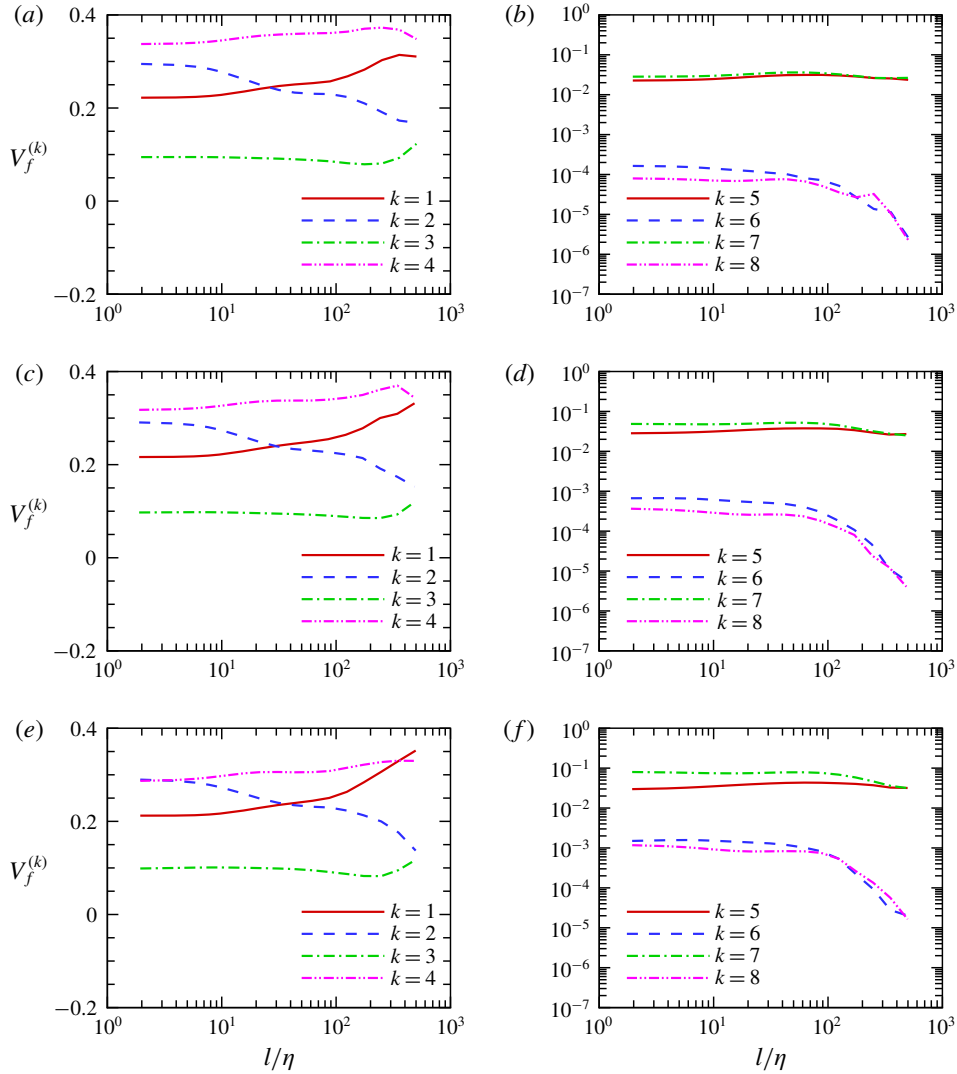 (a)
0.4
0.2
0
−0.2
V_f^(k)
k = 1
k = 2
k = 3
k = 4
10^0
10^1
10^2
10^3
(b)
10^0
10^−1
10^−2
10^−3
10^−4
10^−5
10^−6
10^−7
k = 5
k = 6
k = 7
k = 8
10^0
10^1
10^2
10^3
(c)
0.4
0.2
0
−0.2
V_f^(k)
k = 1
k = 2
k = 3
k = 4
10^0
10^1
10^2
10^3
(d)
10^0
10^−1
10^−2
10^−3
10^−4
10^−5
10^−6
10^−7
k = 5
k = 6
k = 7
k = 8
10^0
10^1
10^2
10^3
(e)
0.4
0.2
0
−0.2
V_f^(k)
k = 1
k = 2
k = 3
k = 4
10^0
10^1
10^2
10^3
l/η
(f)
10^0
10^−1
10^−2
10^−3
10^−4
10^−5
10^−6
10^−7
k = 5
k = 6
k = 7
k = 8
10^0
10^1
10^2
10^3
l/η